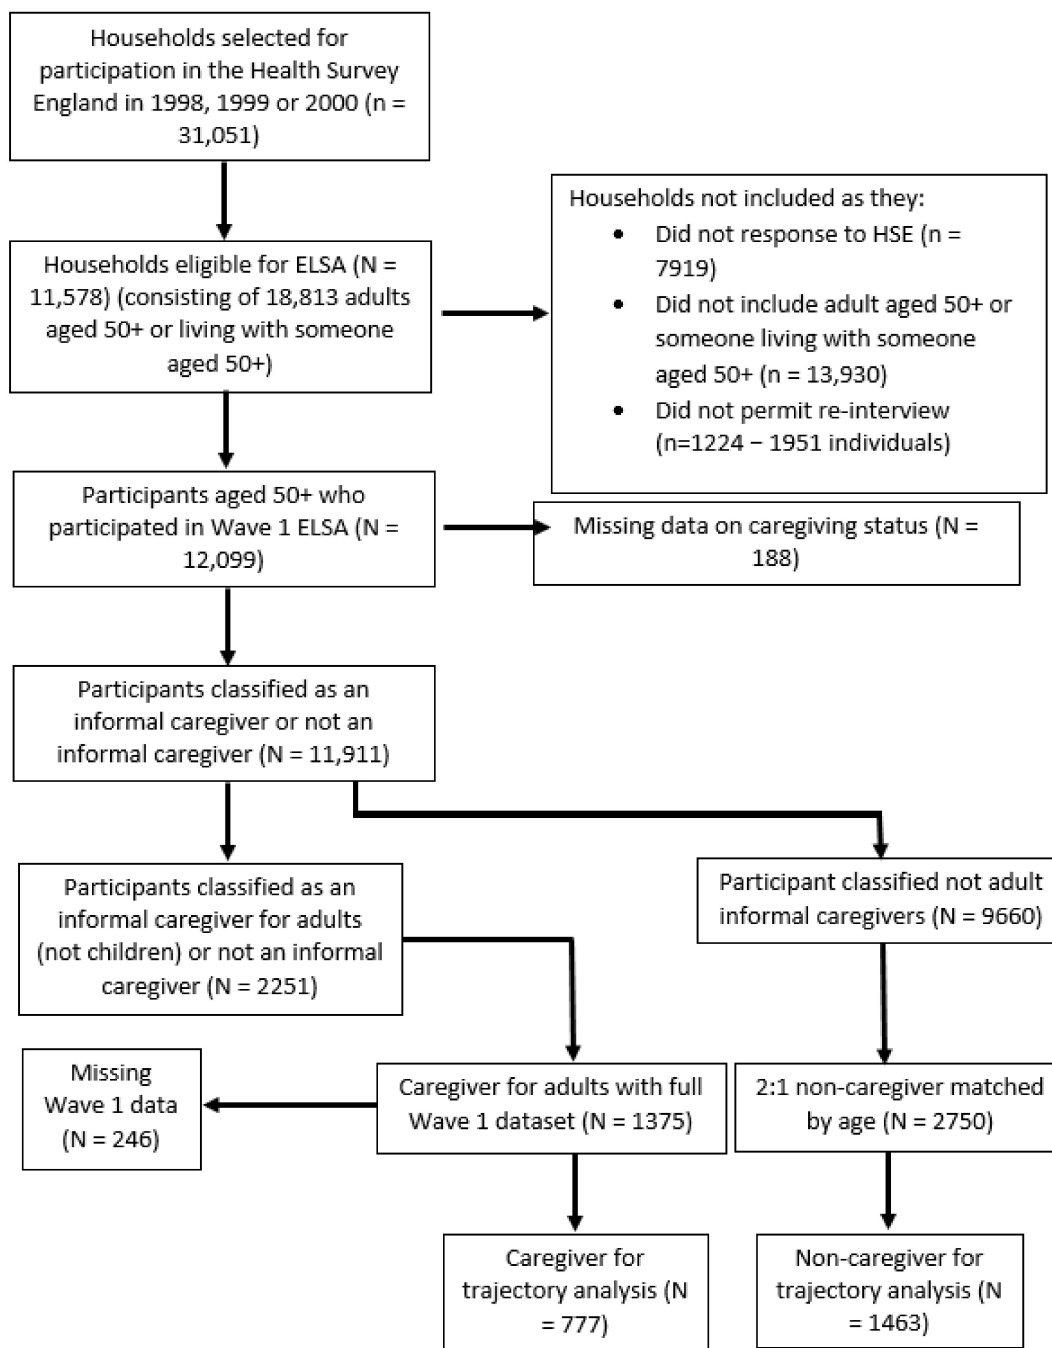 Households selected for
participation in the Health Survey
England in 1998, 1999 or 2000 (n =
31,051)
Households not included as they:
• Did not response to HSE (n =
7919)
• Did not include adult aged 50+ or
someone living with someone
aged 50+ (n = 13,930)
• Did not permit re-interview
(n=1224 − 1951 individuals)
Households eligible for ELSA (N =
11,578) (consisting of 18,813 adults
aged 50+ or living with someone
aged 50+)
Participants aged 50+ who
participated in Wave 1 ELSA (N =
12,099)
Missing data on caregiving status (N =
188)
Participants classified as an
informal caregiver or not an
informal caregiver (N = 11,911)
Participants classified as an
informal caregiver for adults
(not children) or not an informal
caregiver (N = 2251)
Participant classified not adult
informal caregivers (N = 9660)
Missing
Wave 1 data
(N = 246)
Caregiver for adults with full
Wave 1 dataset (N = 1375)
2:1 non-caregiver matched
by age (N = 2750)
Caregiver for
trajectory analysis (N
= 777)
Non-caregiver for
trajectory analysis (N
= 1463)